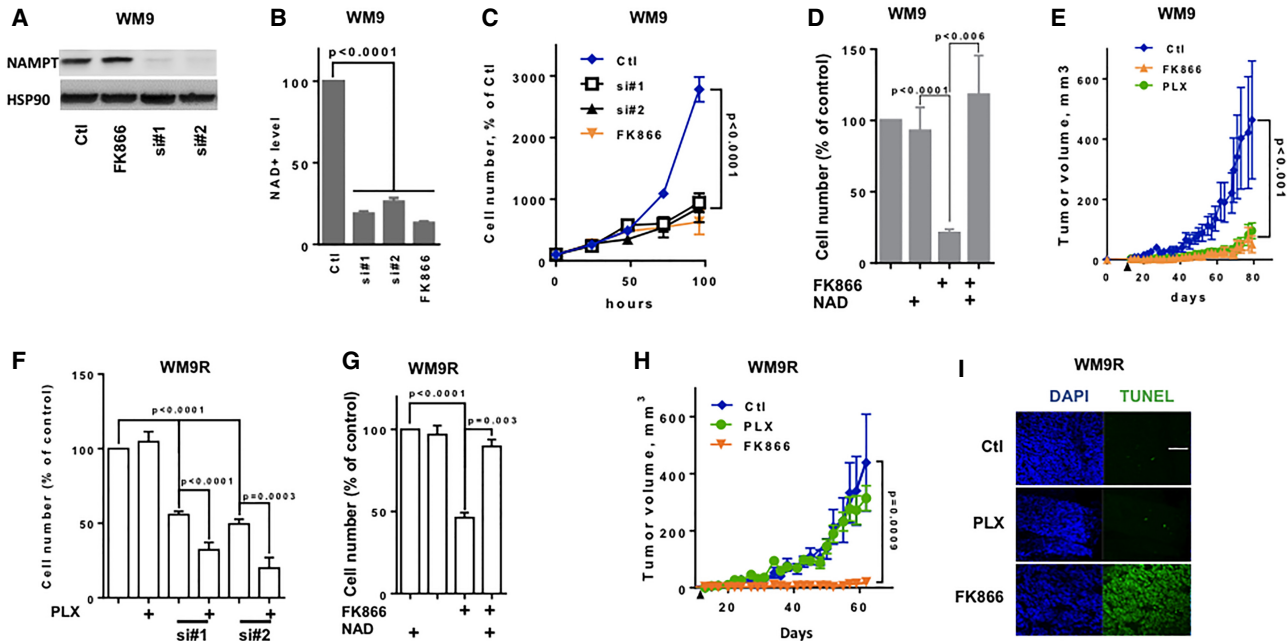 A
WM9
NAMPT
HSP90
Ctl
FK866
si#1
si#2
B
WM9
p<0.0001
NAD+ level
100
50
0
Ctl
si#1
si#2
FK866
C
WM9
Cell number, % of Ctl
3000
2000
1000
0
Ctl
si#1
si#2
FK866
p<0.0001
0
50
100
hours
D
WM9
Cell number (% of control)
150
100
50
0
p<0.006
p<0.0001
FK866
+
+
NAD
+
+
E
WM9
Tumor volume, mm3
600
400
200
0
Ctl
FK866
PLX
p<0.001
0
20
40
60
80
days
F
WM9R
Cell number (% of control)
150
100
50
0
p<0.0001
p<0.0001
p=0.0003
PLX
+
+
+
si#1
si#2
G
WM9R
Cell number (% of control)
100
50
0
p<0.0001
p=0.003
FK866
+
+
NAD
+
+
H
WM9R
Tumor volume, mm3
600
400
200
0
Ctl
PLX
FK866
p=0.0009
20
40
60
Days
I
WM9R
DAPI
TUNEL
Ctl
PLX
FK866